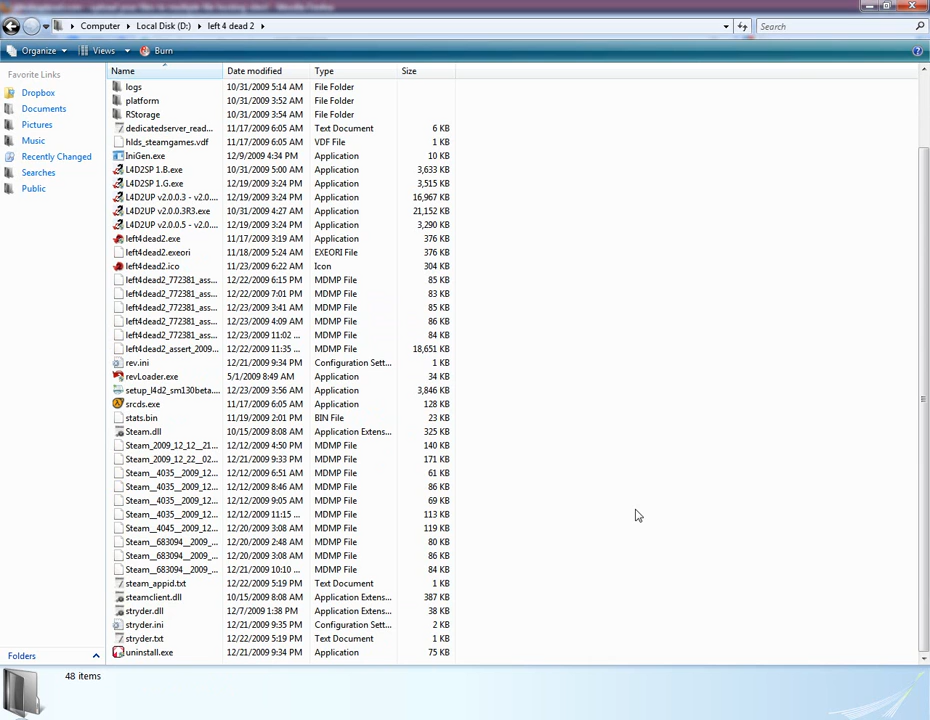 Computer ▸ Local Disk (D:) ▸ left 4 dead 2 ▸
Search
Organize Views Burn
Favorite Links
Dropbox
Documents
Pictures
Music
Recently Changed
Searches
Public
Folders
Name Date modified Type Size
logs 10/31/2009 5:14 AM File Folder
platform 10/31/2009 3:52 AM File Folder
RStorage 10/31/2009 3:54 AM File Folder
dedicatedserver_read... 11/17/2009 6:05 AM Text Document 6 KB
hlds_steamgames.vdf 11/17/2009 6:05 AM VDF File 1 KB
IniGen.exe 12/9/2009 4:34 PM Application 10 KB
L4D2SP 1.B.exe 10/31/2009 5:00 AM Application 3,633 KB
L4D2SP 1.G.exe 12/19/2009 3:24 PM Application 3,515 KB
L4D2UP v2.0.0.3 - v2.0.... 12/19/2009 3:24 PM Application 16,967 KB
L4D2UP v2.0.0.3R3.exe 10/31/2009 4:27 AM Application 21,152 KB
L4D2UP v2.0.0.5 - v2.0.... 12/19/2009 3:24 PM Application 3,290 KB
left4dead2.exe 11/17/2009 3:19 AM Application 376 KB
left4dead2.exeori 11/18/2009 5:24 AM EXEORI File 376 KB
left4dead2.ico 11/23/2009 6:22 AM Icon 304 KB
left4dead2_772381_ass... 12/22/2009 6:15 PM MDMP File 85 KB
left4dead2_772381_ass... 12/22/2009 7:01 PM MDMP File 83 KB
left4dead2_772381_ass... 12/23/2009 3:41 AM MDMP File 85 KB
left4dead2_772381_ass... 12/23/2009 4:09 AM MDMP File 86 KB
left4dead2_772381_ass... 12/23/2009 11:02 ... MDMP File 84 KB
left4dead2_assert_2009... 12/22/2009 11:35 ... MDMP File 18,651 KB
rev.ini 12/21/2009 9:34 PM Configuration Sett... 1 KB
revLoader.exe 5/1/2009 8:49 AM Application 34 KB
setup_l4d2_sm130beta.... 12/23/2009 3:56 AM Application 3,846 KB
srcds.exe 11/17/2009 6:05 AM Application 128 KB
stats.bin 11/19/2009 2:01 PM BIN File 23 KB
Steam.dll 10/15/2009 8:08 AM Application Extens... 325 KB
Steam_2009_12_12__21... 12/12/2009 4:50 PM MDMP File 140 KB
Steam_2009_12_22__02... 12/21/2009 9:33 PM MDMP File 171 KB
Steam__4035__2009_12... 12/12/2009 6:51 AM MDMP File 61 KB
Steam__4035__2009_12... 12/12/2009 8:46 AM MDMP File 86 KB
Steam__4035__2009_12... 12/12/2009 9:05 AM MDMP File 69 KB
Steam__4035__2009_12... 12/12/2009 11:15 ... MDMP File 113 KB
Steam__4045__2009_12... 12/20/2009 3:08 AM MDMP File 119 KB
Steam__683094__2009_... 12/20/2009 2:48 AM MDMP File 80 KB
Steam__683094__2009_... 12/20/2009 3:08 AM MDMP File 86 KB
Steam__683094__2009_... 12/21/2009 10:10 ... MDMP File 84 KB
steam_appid.txt 12/22/2009 5:19 PM Text Document 1 KB
steamclient.dll 10/15/2009 8:08 AM Application Extens... 387 KB
stryder.dll 12/7/2009 1:38 PM Application Extens... 38 KB
stryder.ini 12/21/2009 9:35 PM Configuration Sett... 2 KB
stryder.txt 12/22/2009 5:19 PM Text Document 1 KB
uninstall.exe 12/21/2009 9:34 PM Application 75 KB
48 items